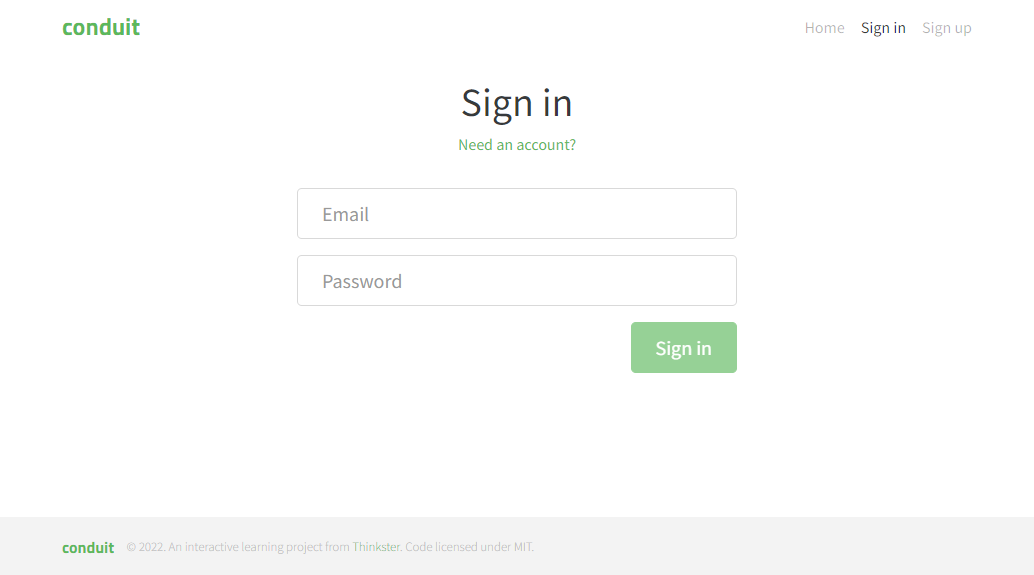 conduit
Home Sign in Sign up
Sign in
Need an account?
Email
Password
Sign in
conduit © 2022. An interactive learning project from Thinkster. Code licensed under MIT.